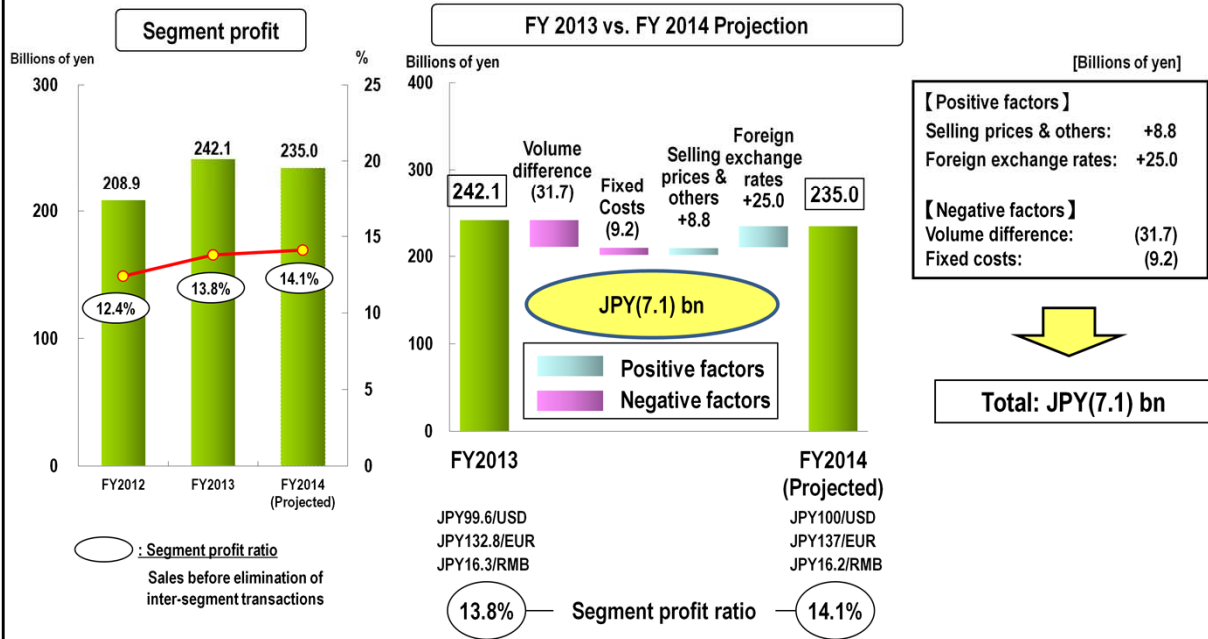 Segment profit
Billions of yen
%
300
200
100
0
25
20
15
10
5
0
208.9
242.1
235.0
12.4%
13.8%
14.1%
FY2012
FY2013
FY2014
(Projected)
: Segment profit ratio
Sales before elimination of
inter-segment transactions
FY 2013 vs. FY 2014 Projection
Billions of yen
400
300
200
100
0
242.1
Volume
difference
(31.7)
Fixed
Costs
(9.2)
Selling
prices &
others
+8.8
Foreign
exchange
rates
+25.0
235.0
JPY(7.1) bn
Positive factors
Negative factors
FY2013
FY2014
(Projected)
JPY99.6/USD
JPY132.8/EUR
JPY16.3/RMB
JPY100/USD
JPY137/EUR
JPY16.2/RMB
13.8%
Segment profit ratio
14.1%
[Billions of yen]
【Positive factors】
Selling prices & others: +8.8
Foreign exchange rates: +25.0
【Negative factors】
Volume difference: (31.7)
Fixed costs: (9.2)
Total: JPY(7.1) bn